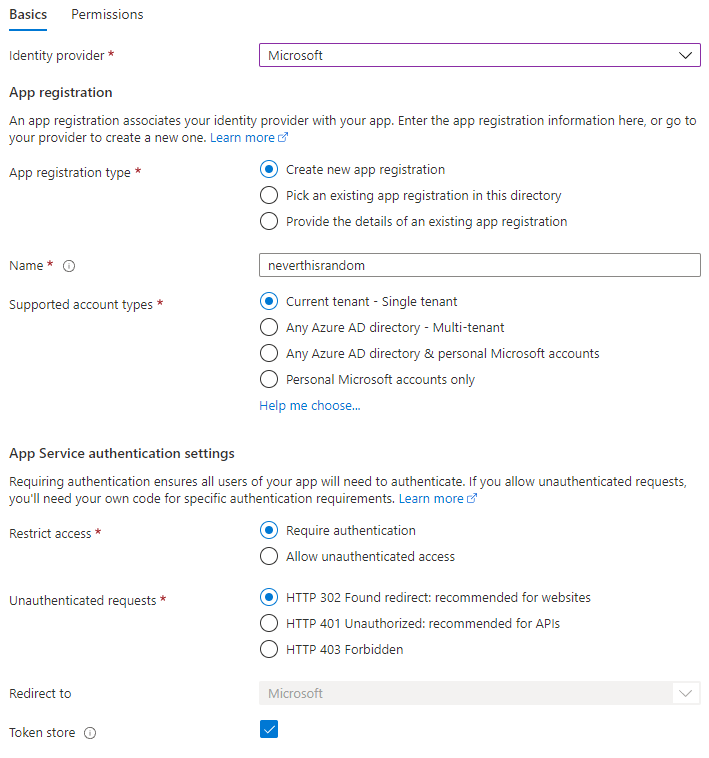 Basics Permissions
Identity provider * Microsoft
App registration
An app registration associates your identity provider with your app. Enter the app registration information here, or go to
your provider to create a new one. Learn more
App registration type * Create new app registration
Pick an existing app registration in this directory
Provide the details of an existing app registration
Name * neverthisrandom
Supported account types * Current tenant - Single tenant
Any Azure AD directory - Multi-tenant
Any Azure AD directory & personal Microsoft accounts
Personal Microsoft accounts only
Help me choose...
App Service authentication settings
Requiring authentication ensures all users of your app will need to authenticate. If you allow unauthenticated requests,
you'll need your own code for specific authentication requirements. Learn more
Restrict access * Require authentication
Allow unauthenticated access
Unauthenticated requests * HTTP 302 Found redirect: recommended for websites
HTTP 401 Unauthorized: recommended for APIs
HTTP 403 Forbidden
Redirect to Microsoft
Token store